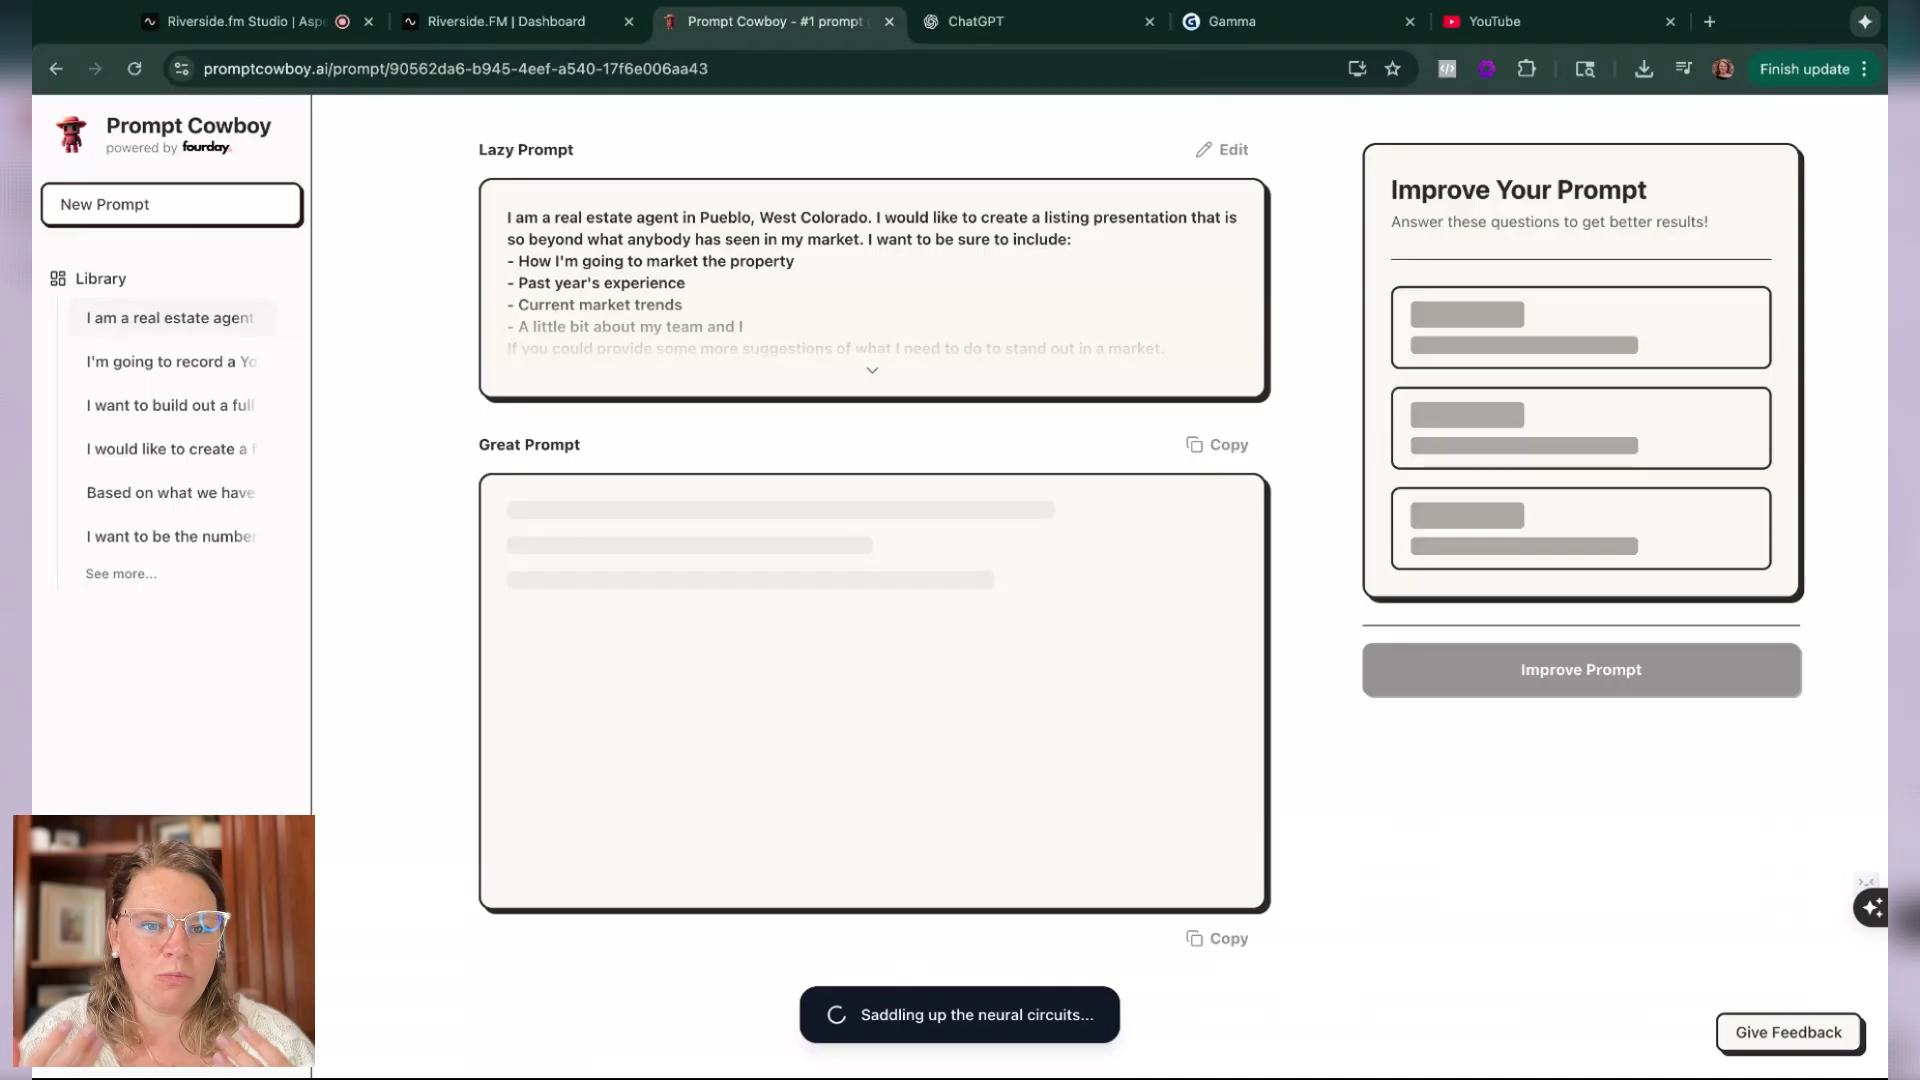 Riverside.fm Studio | Aspe
Riverside.FM | Dashboard
Prompt Cowboy - #1 prompt
ChatGPT
Gamma
YouTube
promptcowboy.ai/prompt/90562da6-b945-4eef-a540-17f6e006aa43
Finish update
Prompt Cowboy
powered by fourday
New Prompt
Library
I am a real estate agent
I'm going to record a Yo
I want to build out a full
I would like to create a f
Based on what we have
I want to be the number
See more...
Lazy Prompt
Edit
I am a real estate agent in Pueblo, West Colorado. I would like to create a listing presentation that is
so beyond what anybody has seen in my market. I want to be sure to include:
- How I'm going to market the property
- Past year's experience
- Current market trends
- A little bit about my team and I
If you could provide some more suggestions of what I need to do to stand out in a market.
Great Prompt
Copy
Copy
Saddling up the neural circuits...
Improve Your Prompt
Answer these questions to get better results!
Improve Prompt
Give Feedback